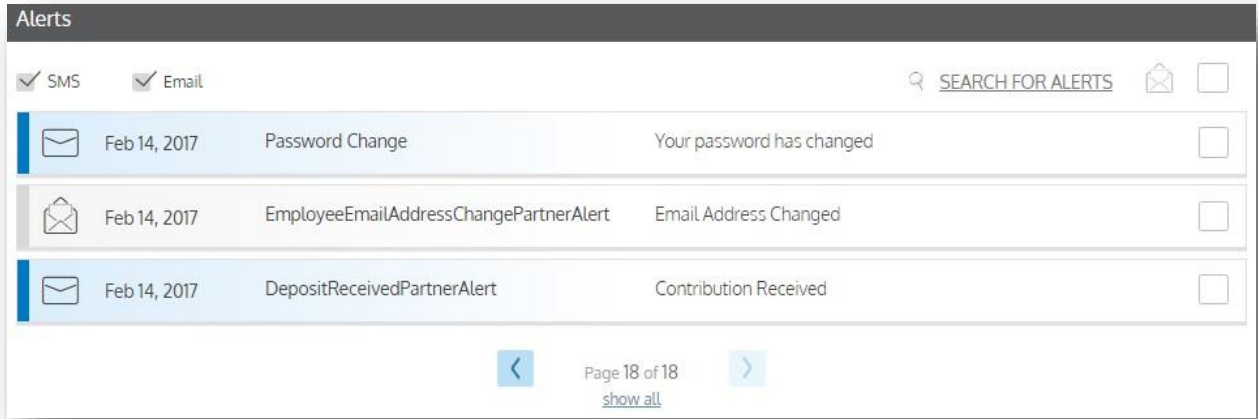 Alerts
SMS Email SEARCH FOR ALERTS
Feb 14, 2017 Password Change Your password has changed
Feb 14, 2017 EmployeeEmailAddressChangePartnerAlert Email Address Changed
Feb 14, 2017 DepositReceivedPartnerAlert Contribution Received
Page 18 of 18
show all